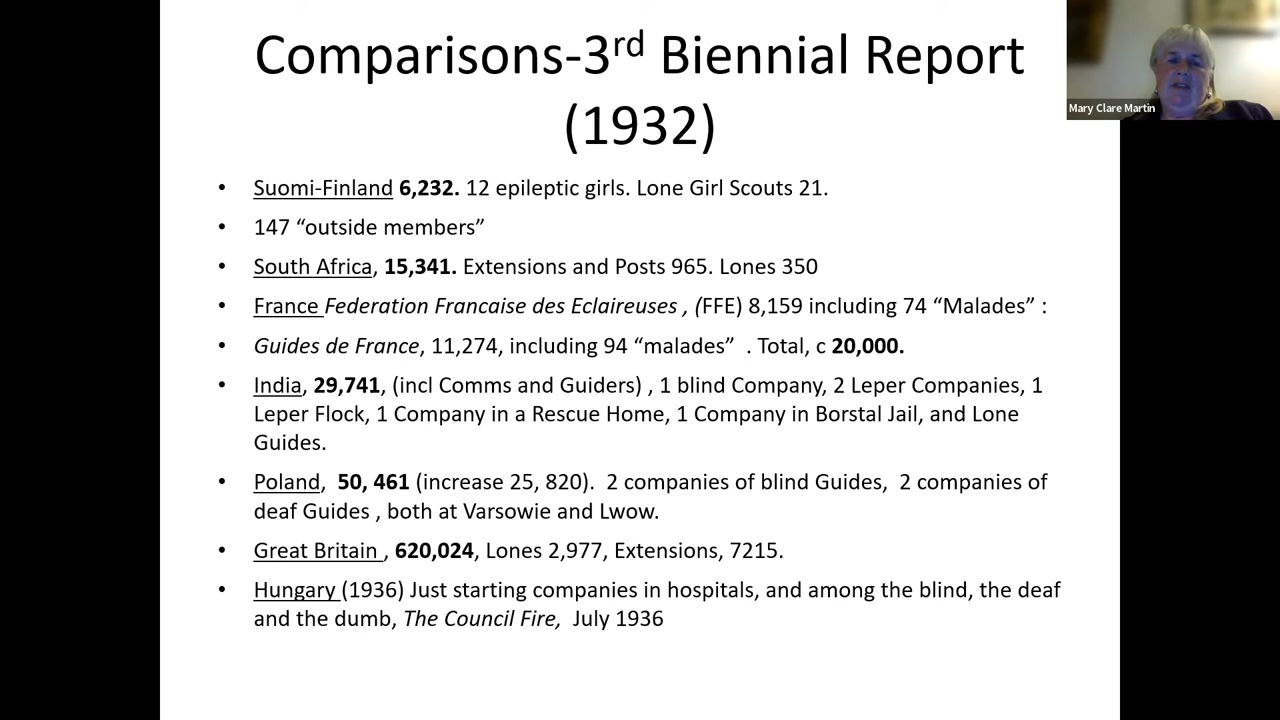 Comparisons-3rd Biennial Report
(1932)
Mary Clare Martin
• Suomi-Finland 6,232. 12 epileptic girls. Lone Girl Scouts 21.
• 147 “outside members”
• South Africa, 15,341. Extensions and Posts 965. Lones 350
• France Federation Francaise des Eclaireuses , (FFE) 8,159 including 74 “Malades” :
• Guides de France, 11,274, including 94 “malades” . Total, c 20,000.
• India, 29,741, (incl Comms and Guiders) , 1 blind Company, 2 Leper Companies, 1
Leper Flock, 1 Company in a Rescue Home, 1 Company in Borstal Jail, and Lone
Guides.
• Poland, 50, 461 (increase 25, 820). 2 companies of blind Guides, 2 companies of
deaf Guides , both at Varsowie and Lwow.
• Great Britain , 620,024, Lones 2,977, Extensions, 7215.
• Hungary (1936) Just starting companies in hospitals, and among the blind, the deaf
and the dumb, The Council Fire, July 1936